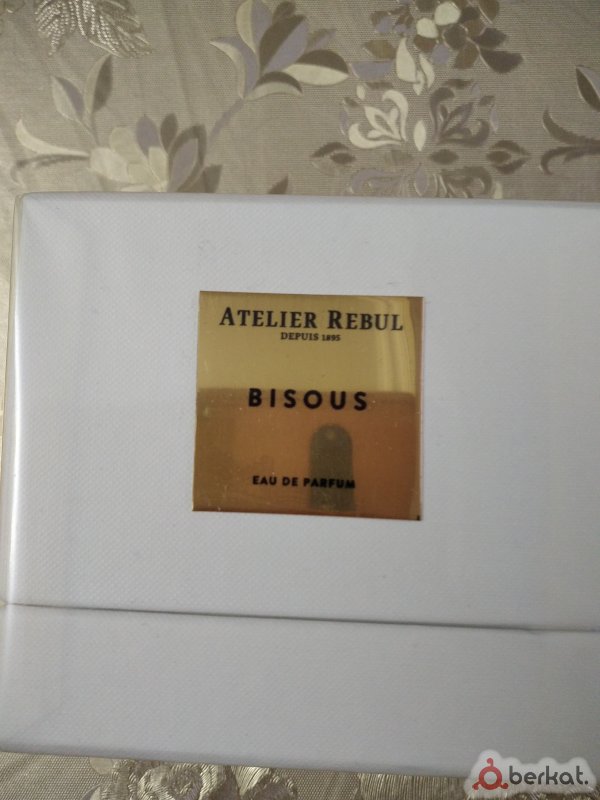 ATELIER REBUL
DEPUIS 1895
BISOUS
EAU DE PARFUM
berkat.